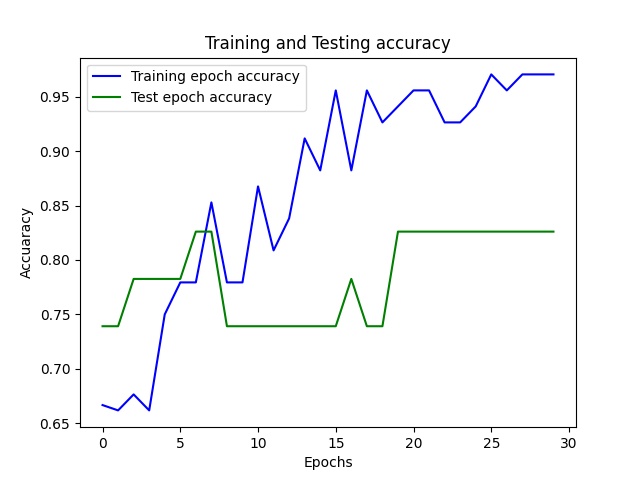 Training and Testing accuracy
Training epoch accuracy
Test epoch accuracy
0.95
0.90
0.85
0.80
0.75
0.70
0.65
Accuaracy
0 5 10 15 20 25 30
Epochs